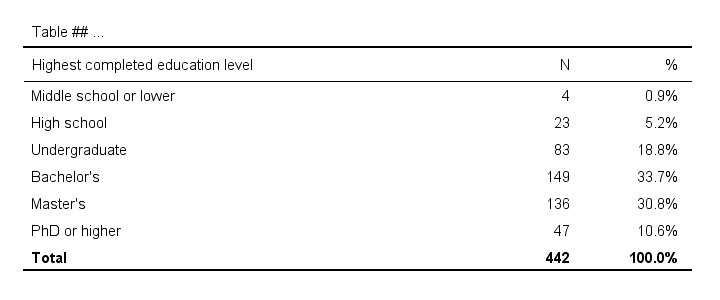 Table ## ...
Highest completed education level N %
Middle school or lower 4 0.9%
High school 23 5.2%
Undergraduate 83 18.8%
Bachelor's 149 33.7%
Master's 136 30.8%
PhD or higher 47 10.6%
Total 442 100.0%